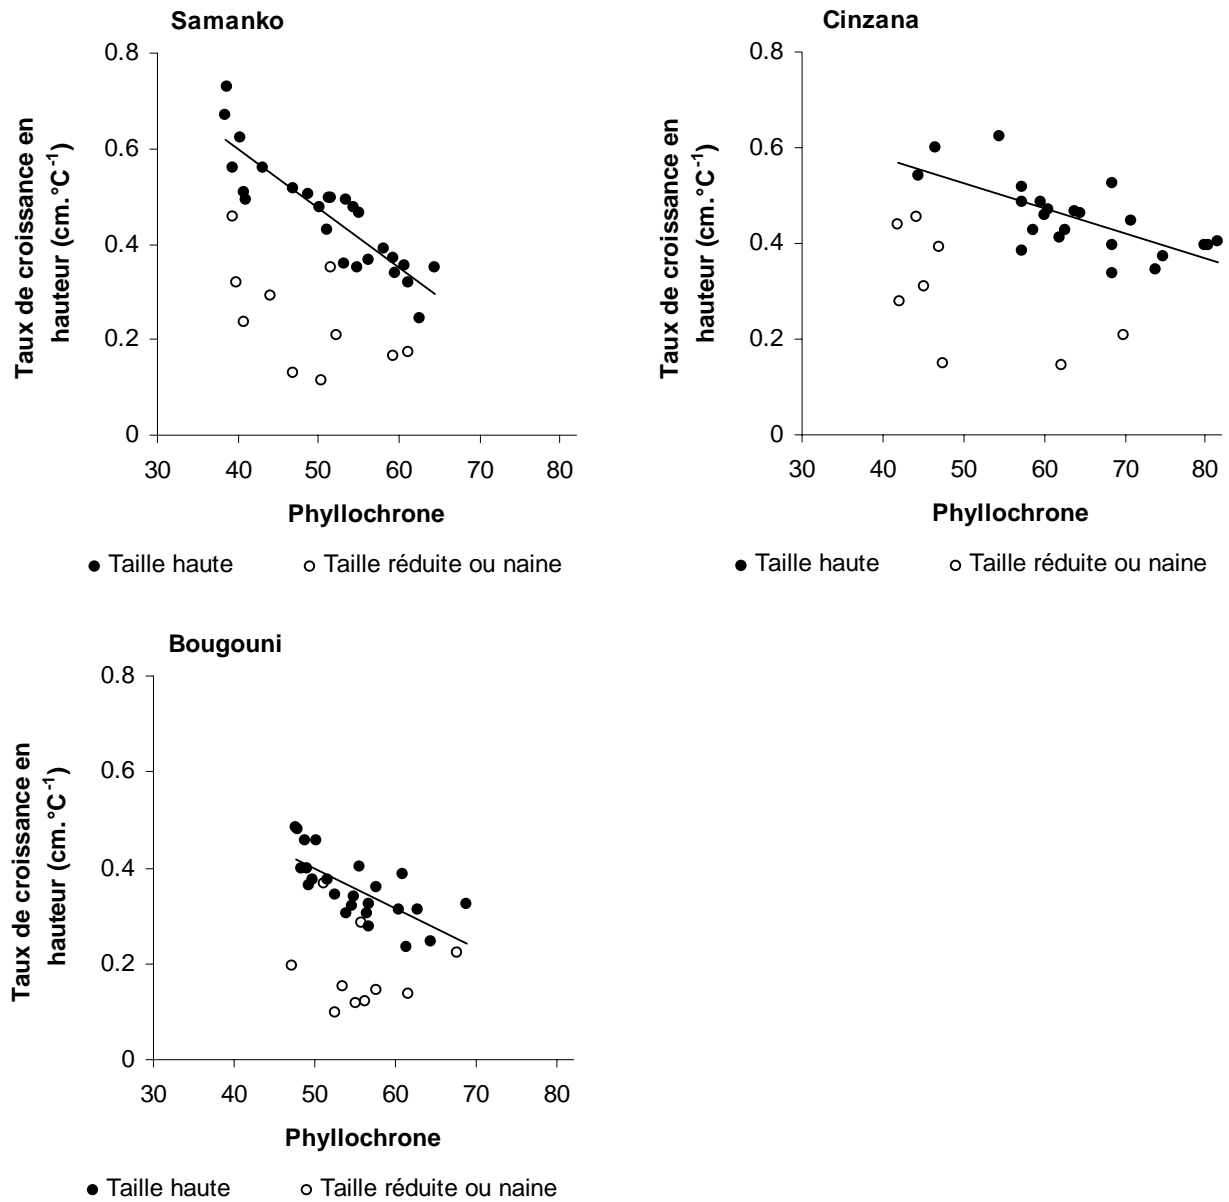 Samanko
0.8
0.6
0.4
0.2
0
Taux de croissance en
hauteur (cm.°C-1)
30 40 50 60 70 80
Phyllochrone
Taille haute Taille réduite ou naine
Cinzana
0.8
0.6
0.4
0.2
0
Taux de croissance en
hauteur (cm.°C-1)
30 40 50 60 70 80
Phyllochrone
Taille haute Taille réduite ou naine
Bougouni
0.8
0.6
0.4
0.2
0
Taux de croissance en
hauteur (cm.°C-1)
30 40 50 60 70 80
Phyllochrone
Taille haute Taille réduite ou naine